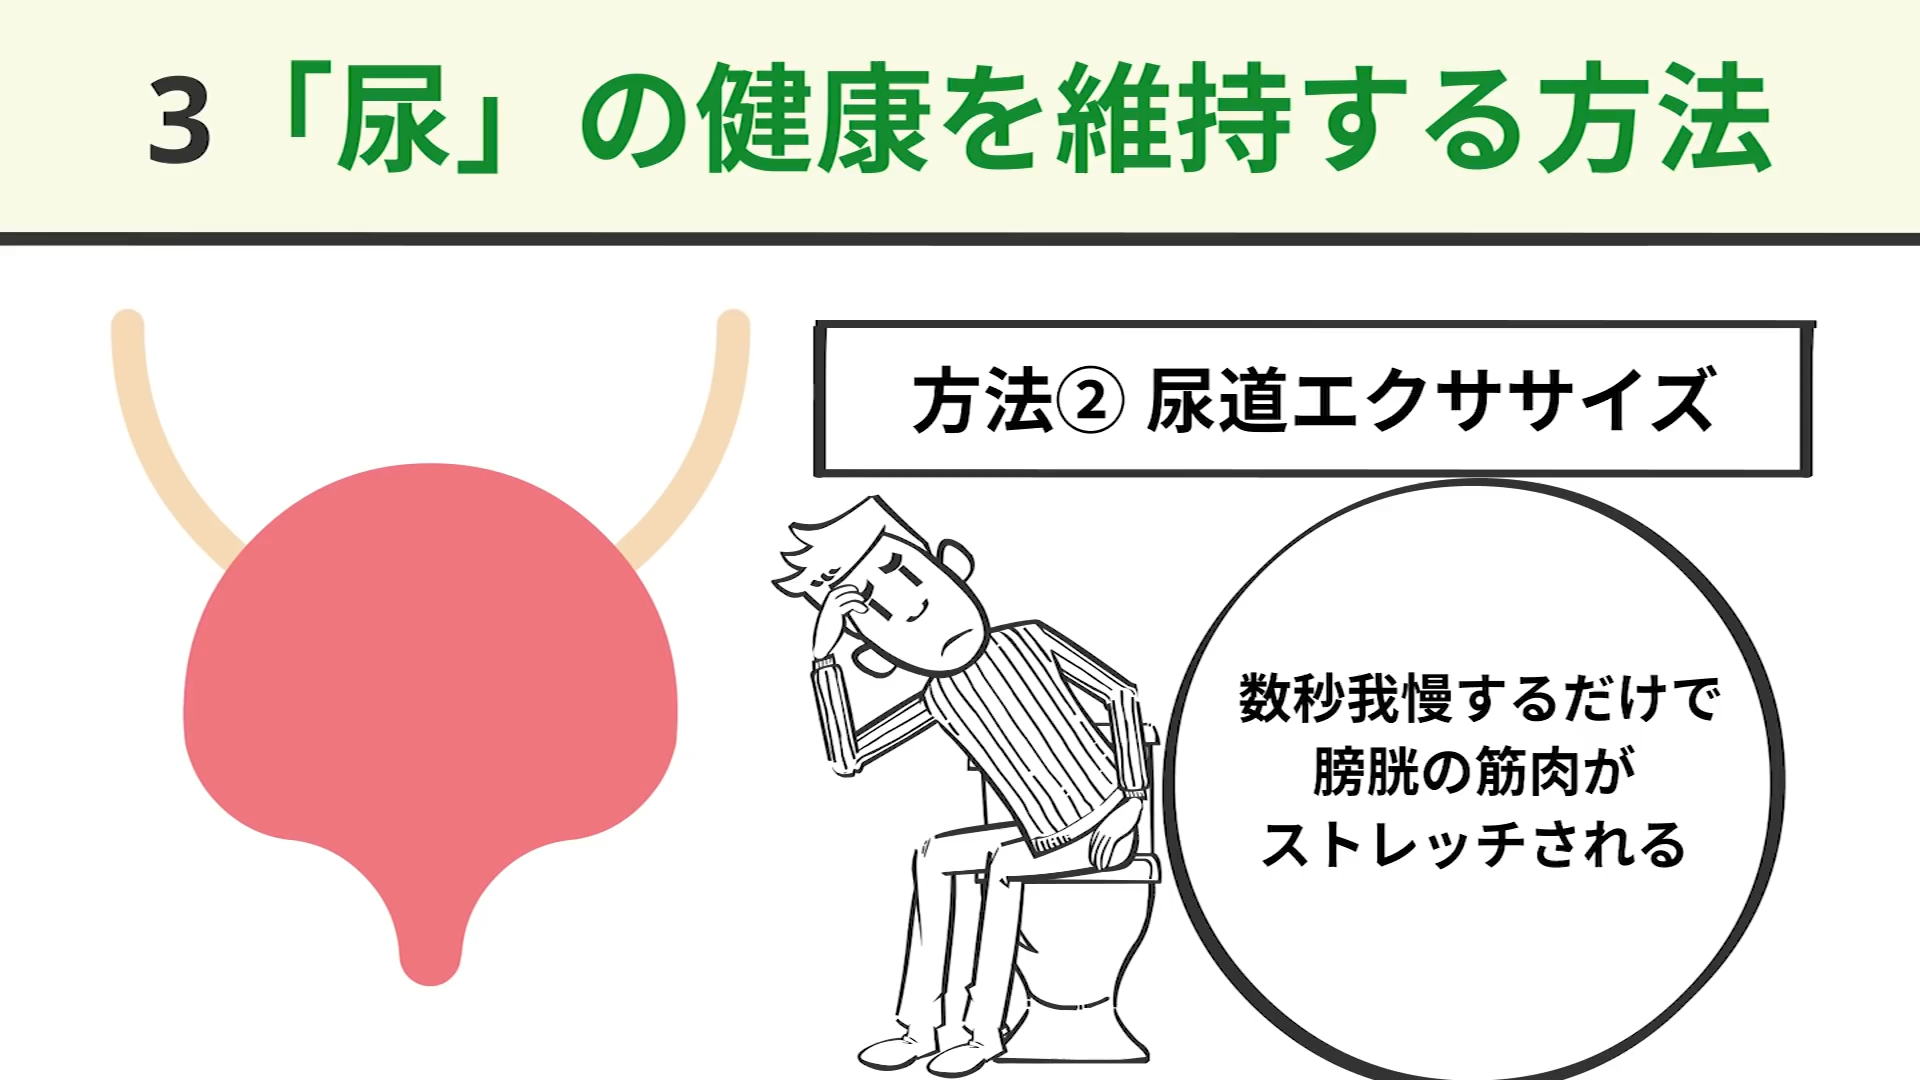 3「尿」の健康を維持する方法
方法② 尿道エクササイズ
数秒我慢するだけで
膀胱の筋肉が
ストレッチされる